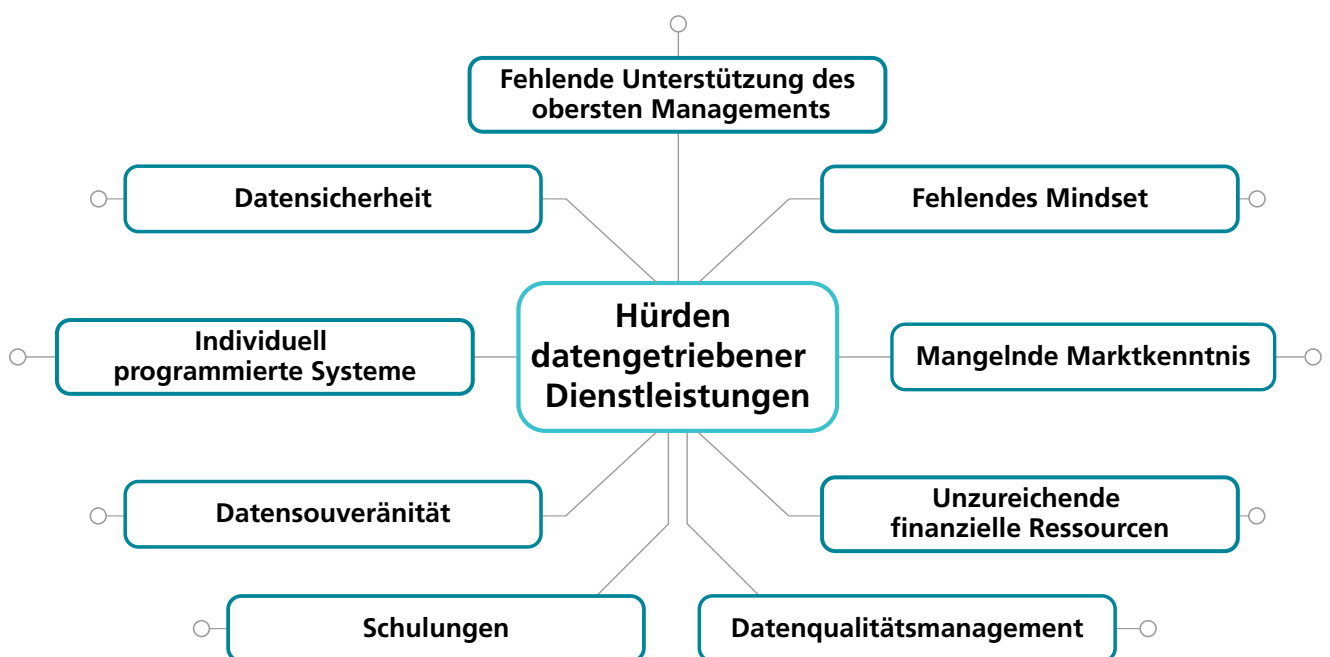 Fehlende Unterstützung des
obersten Managements
Datensicherheit
Fehlendes Mindset
Hürden
datengetriebener
Dienstleistungen
Individuell
programmierte Systeme
Mangelnde Marktkenntnis
Datensouveränität
Unzureichende
finanzielle Ressourcen
Schulungen
Datenqualitätsmanagement